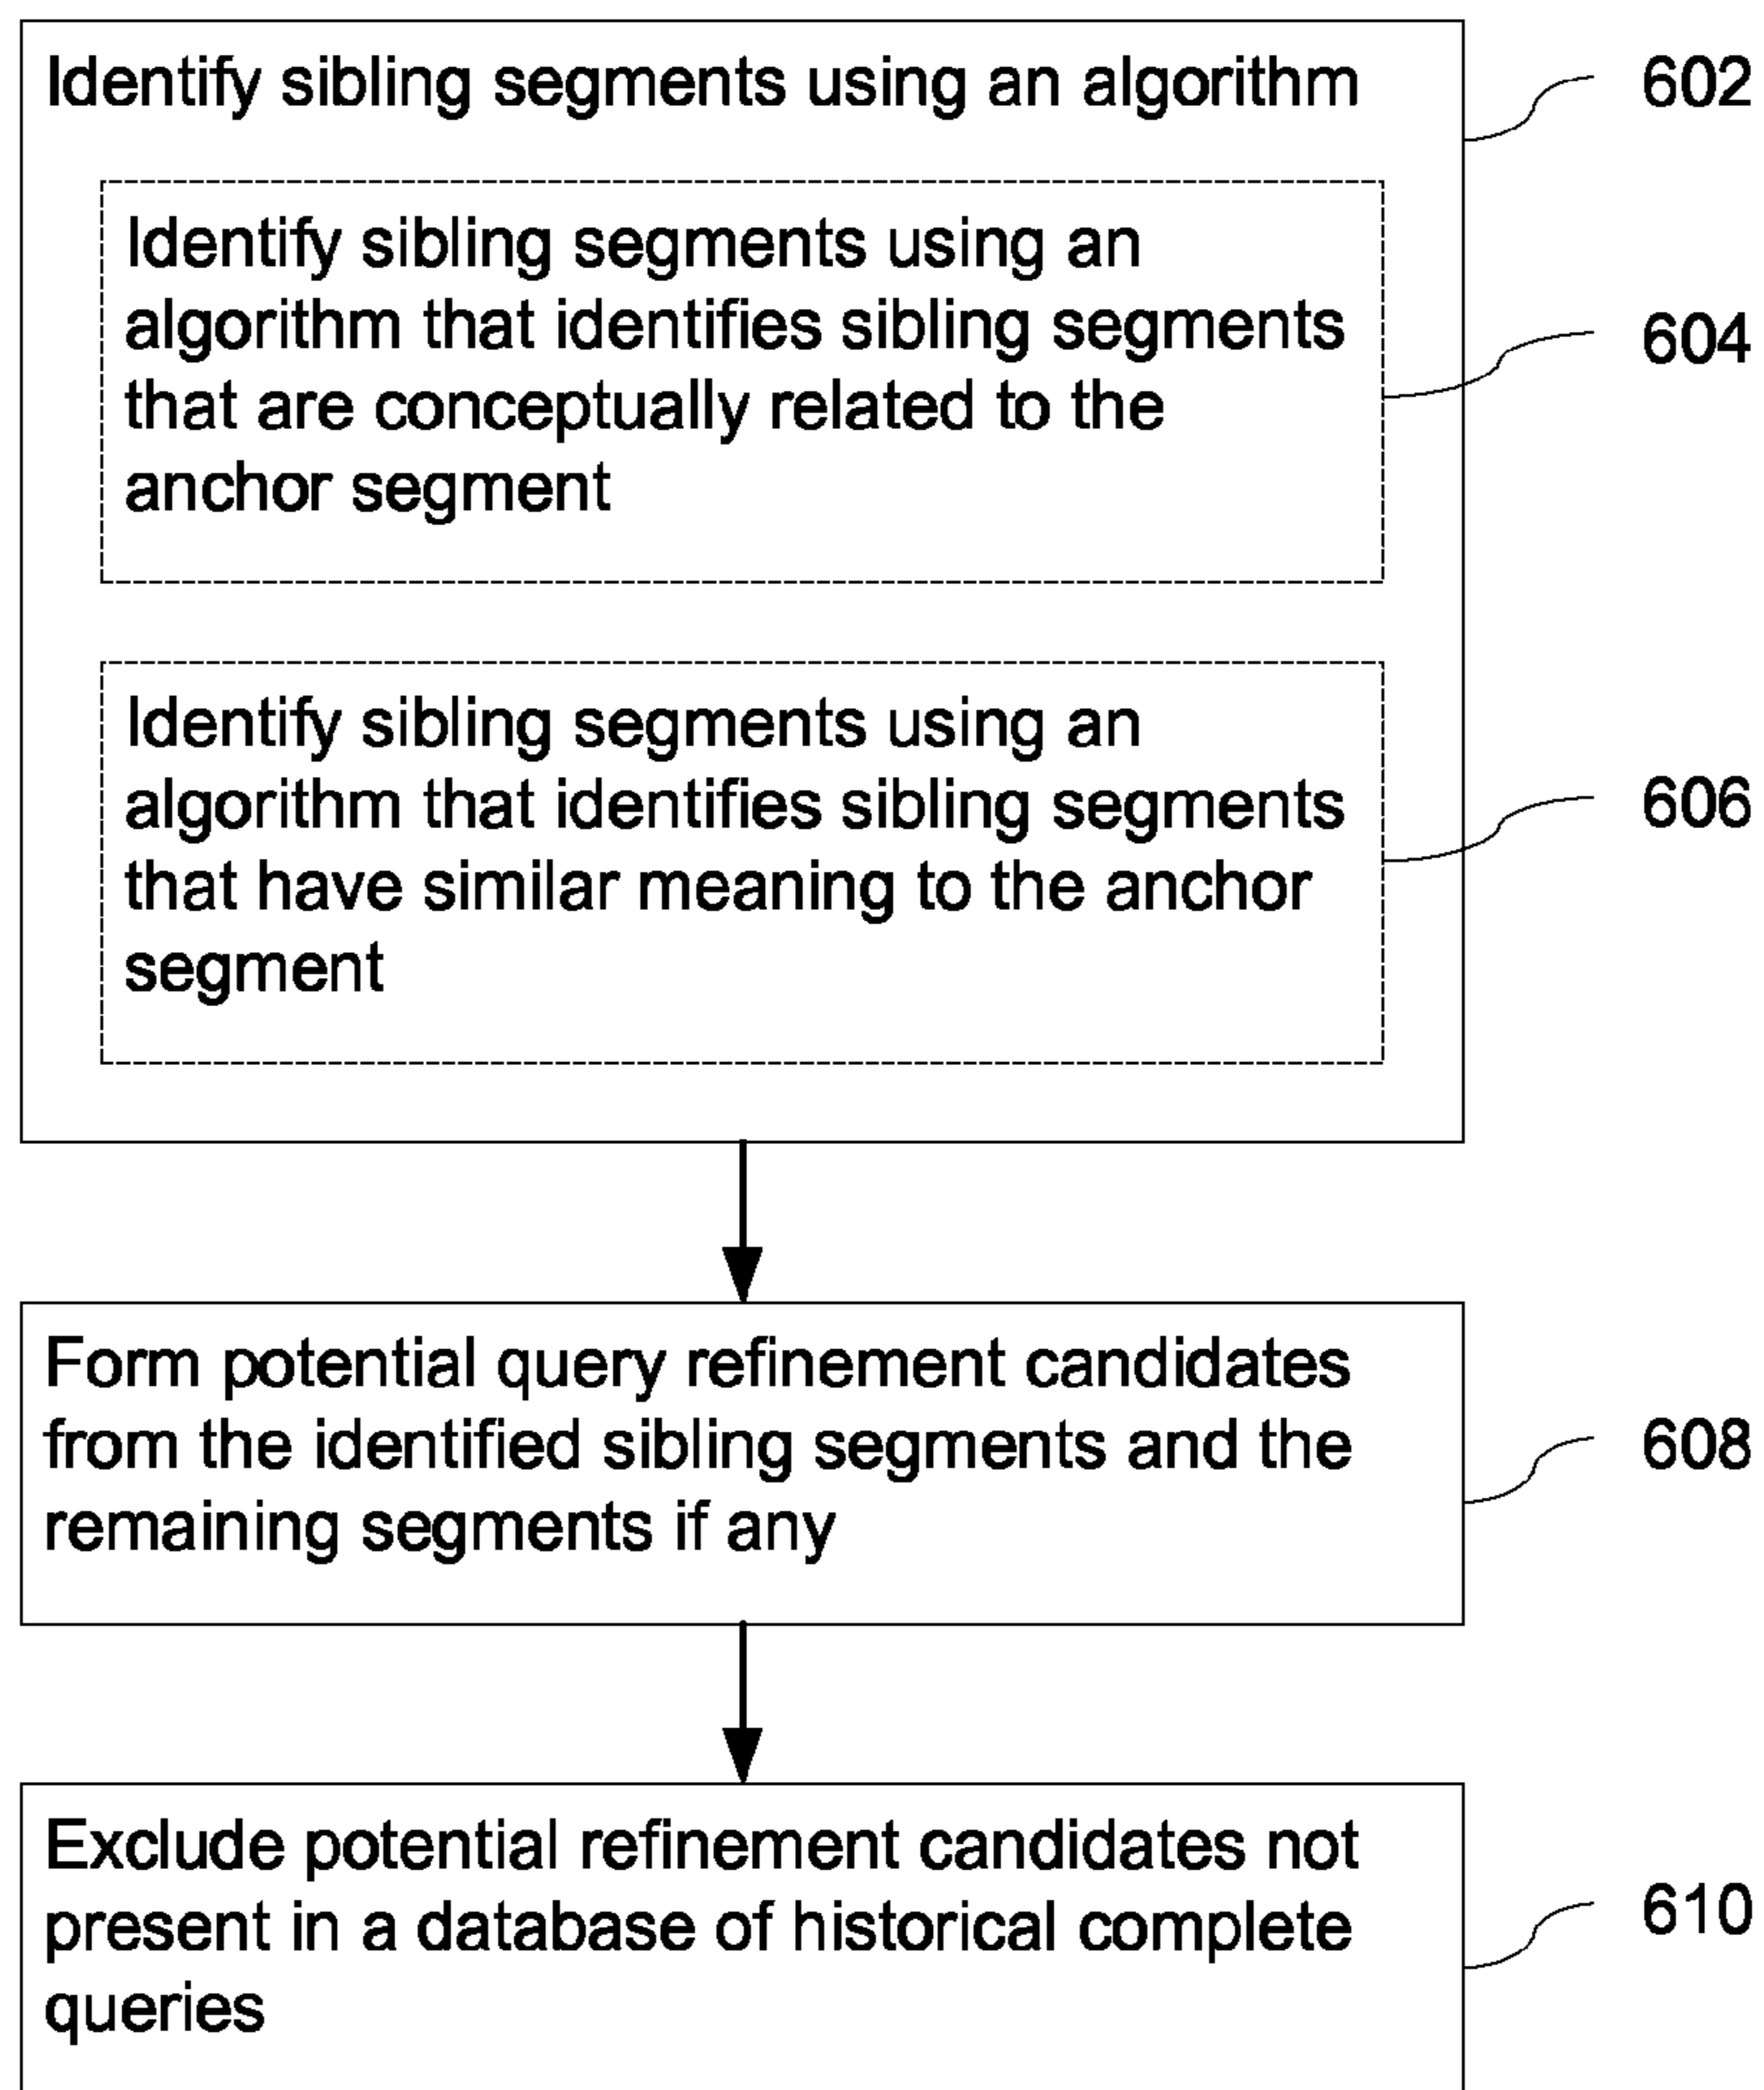 Identify sibling segments using an algorithm
602
Identify sibling segments using an
algorithm that identifies sibling segments
that are conceptually related to the
anchor segment
604
Identify sibling segments using an
algorithm that identifies sibling segments
that have similar meaning to the anchor
segment
606
Form potential query refinement candidates
from the identified sibling segments and the
remaining segments if any
608
Exclude potential refinement candidates not
present in a database of historical complete
queries
610